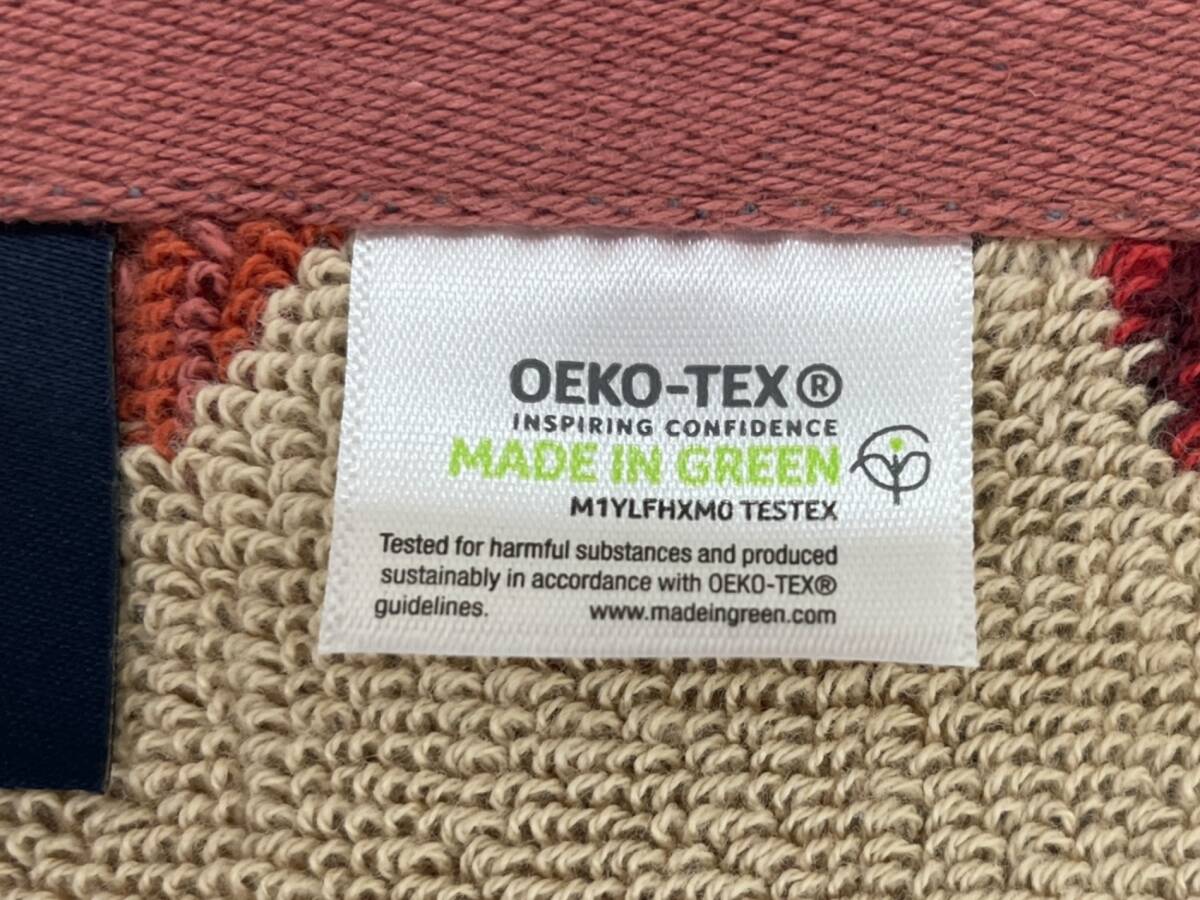 OEKO-TEX®
INSPIRING CONFIDENCE
MADE IN GREEN
M1YLFHXM0 TESTEX
Tested for harmful substances and produced
sustainably in accordance with OEKO-TEX®
guidelines. www.madeingreen.com